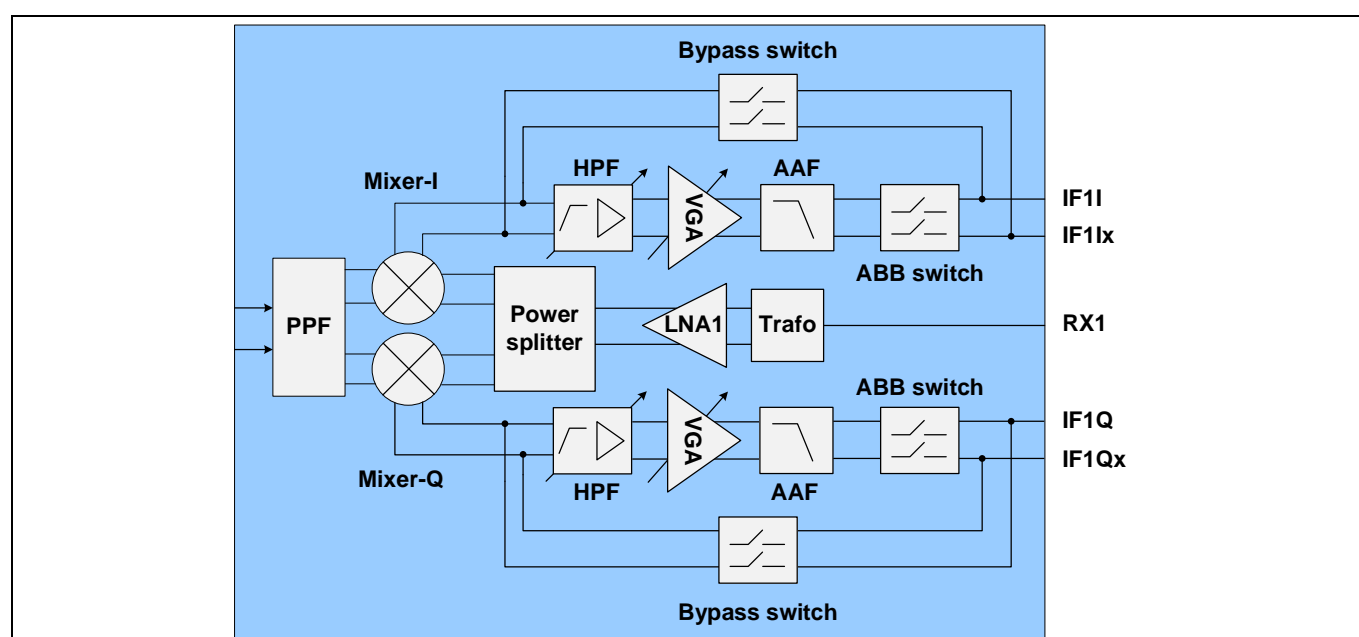 Bypass switch
HPF
AAF
Mixer-I
VGA
IF1I
IF1Ix
ABB switch
PPF
Power
splitter
LNA1
Trafo
RX1
ABB switch
VGA
IF1Q
IF1Qx
Mixer-Q
HPF
AAF
Bypass switch